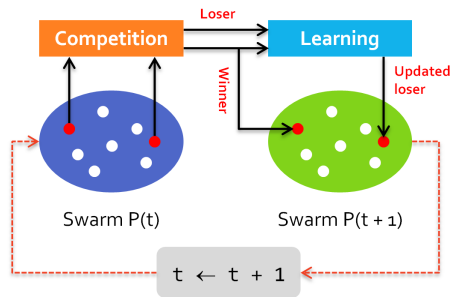 Loser
Competition
Learning
Winner
Updated
loser
Swarm P(t)
Swarm P(t + 1)
t ← t + 1